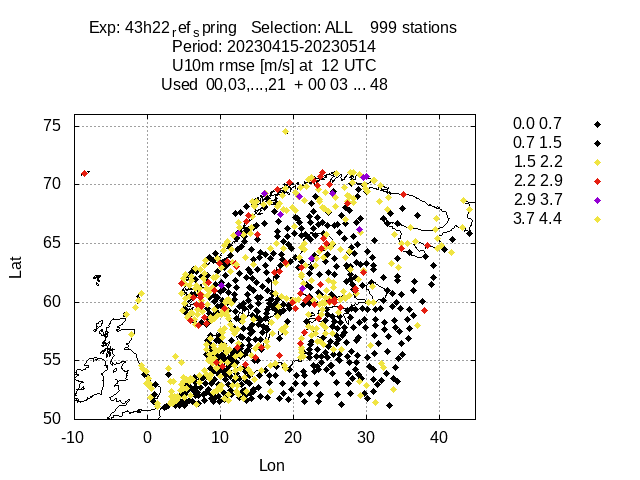 Exp: 43h22refspring   Selection: ALL    999 stations
Period: 20230415-20230514
U10m rmse [m/s] at  12 UTC
Used  00,03,...,21  + 00 03 ... 48
0.0 0.7
0.7 1.5
1.5 2.2
2.2 2.9
2.9 3.7
3.7 4.4
Lat
75
70
65
60
55
50
-10 0 10 20 30 40
Lon